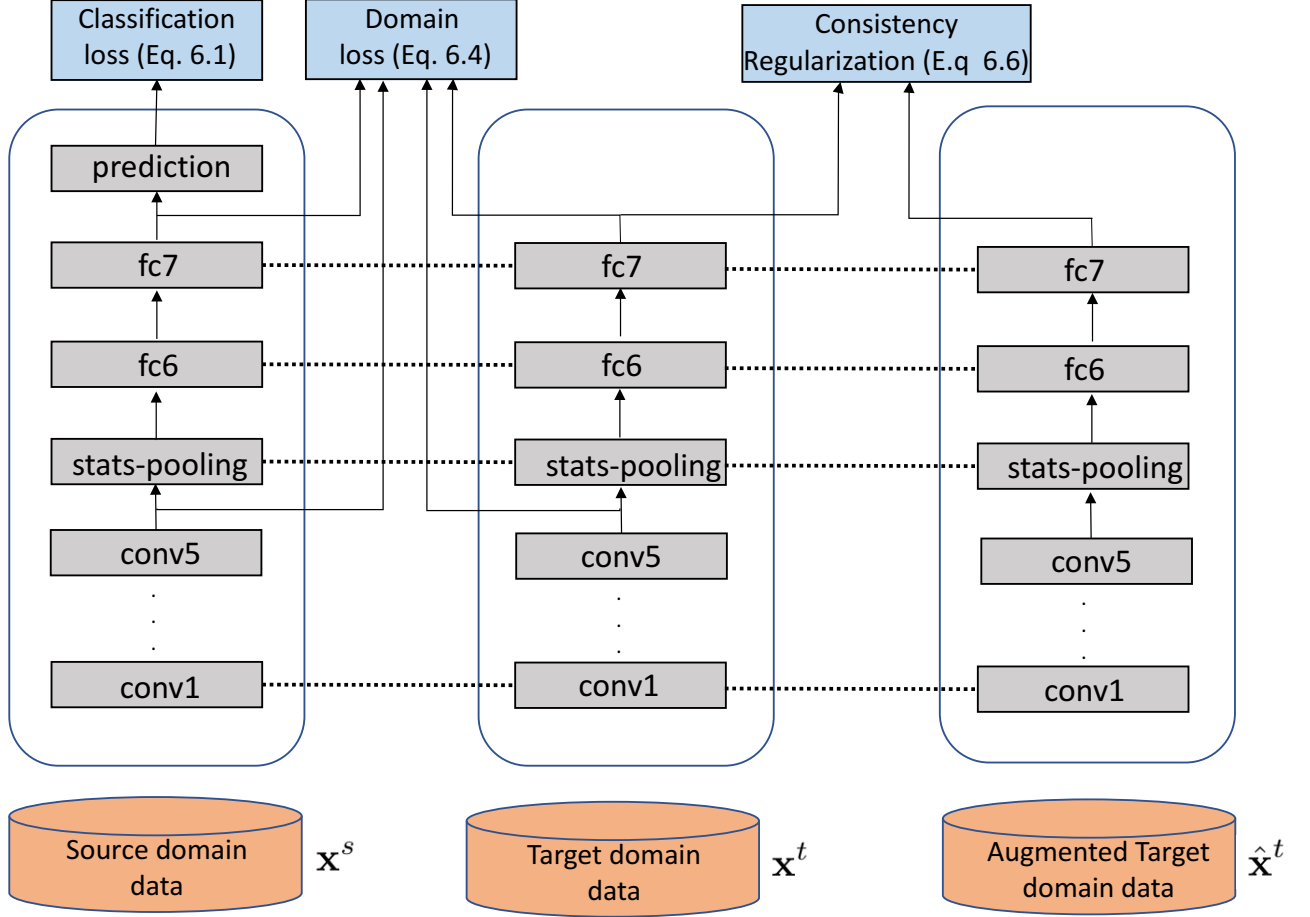 Classification
loss (Eq. 6.1)
Domain
loss (Eq. 6.4)
Consistency
Regularization (E.q 6.6)
prediction
fc7
fc6
stats-pooling
conv5
.
.
.
conv1
fc7
fc6
stats-pooling
conv5
.
.
.
conv1
fc7
fc6
stats-pooling
conv5
.
.
.
conv1
Source domain
data
x^s
Target domain
data
x^t
Augmented Target
domain data
x̂^t